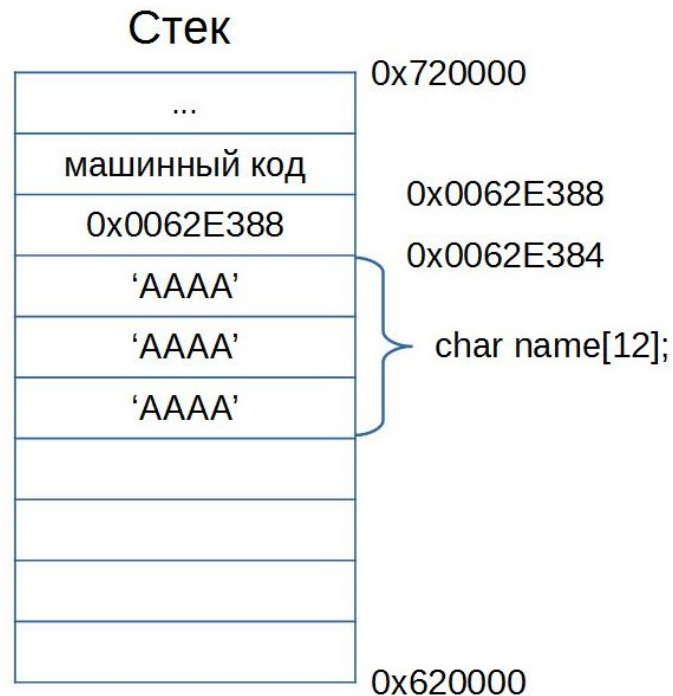 Стек
0x720000
...
машинный код
0x0062E388
0x0062E388
0x0062E384
‘AAAA’
‘AAAA’
char name[12];
‘AAAA’
0x620000